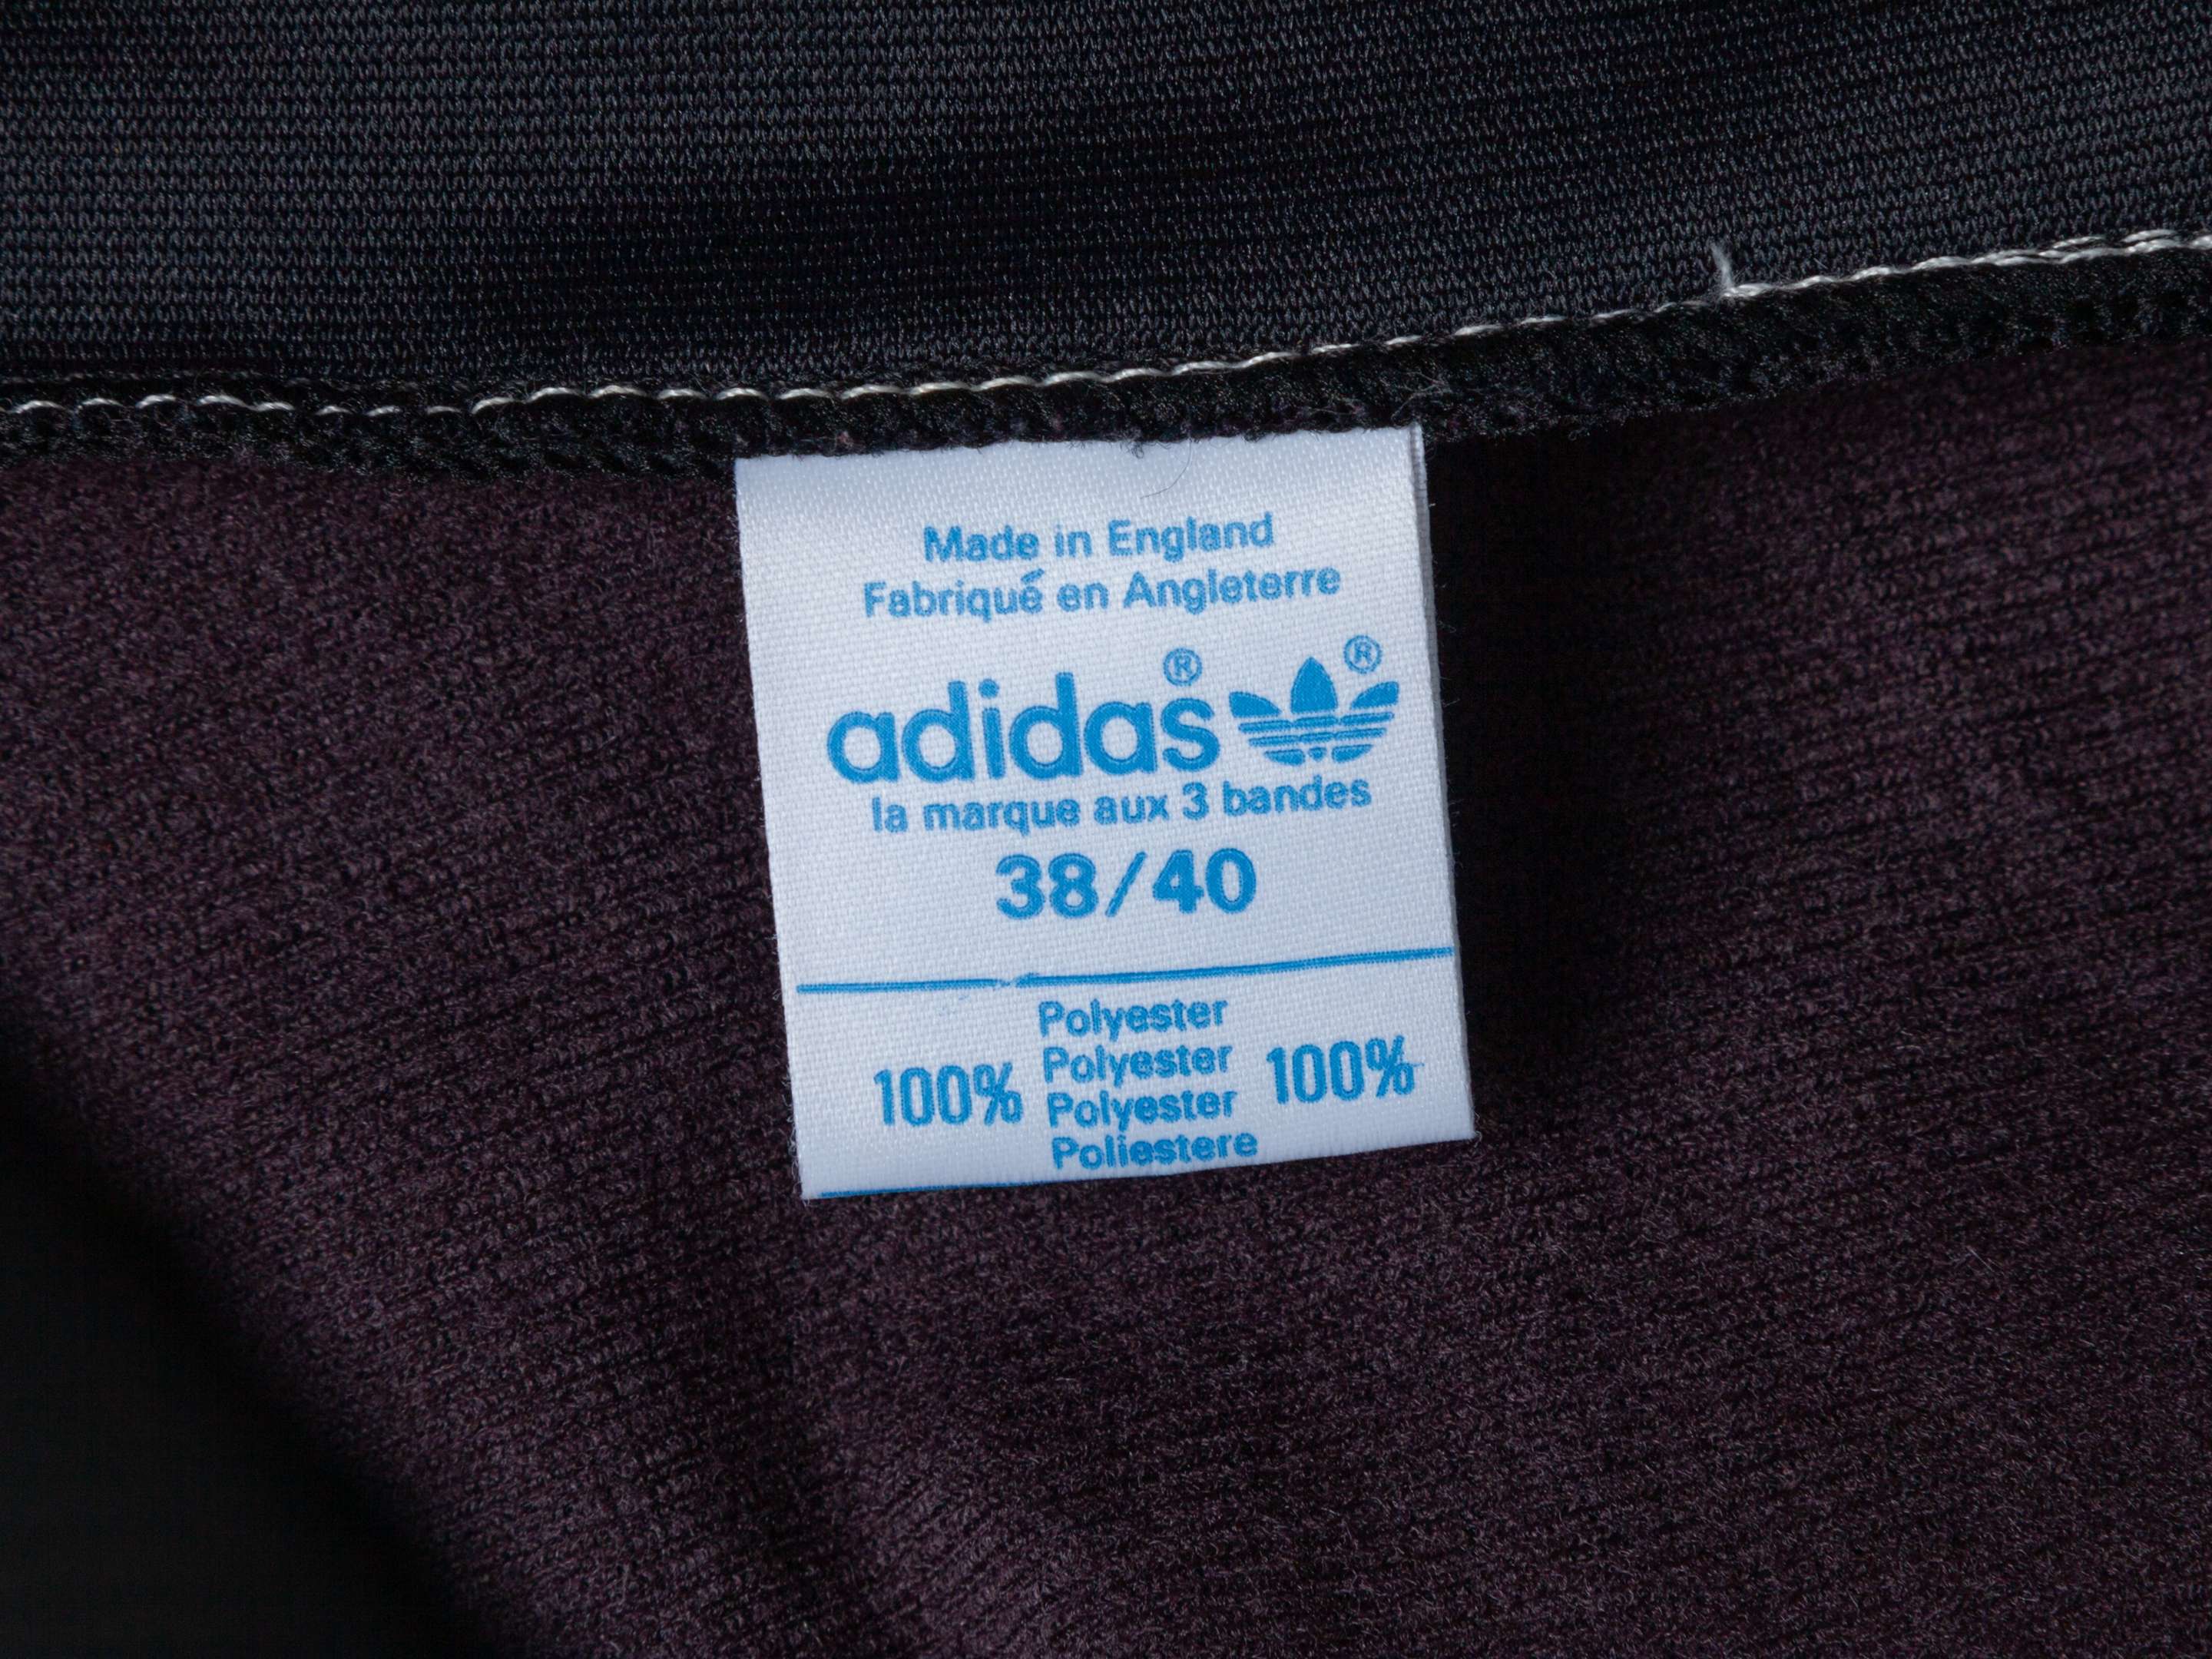 Made in England
Fabriqué en Angleterre
adidas® ®
la marque aux 3 bandes
38/40
Polyester
100% Polyester 100%
Polyester
Poliestere